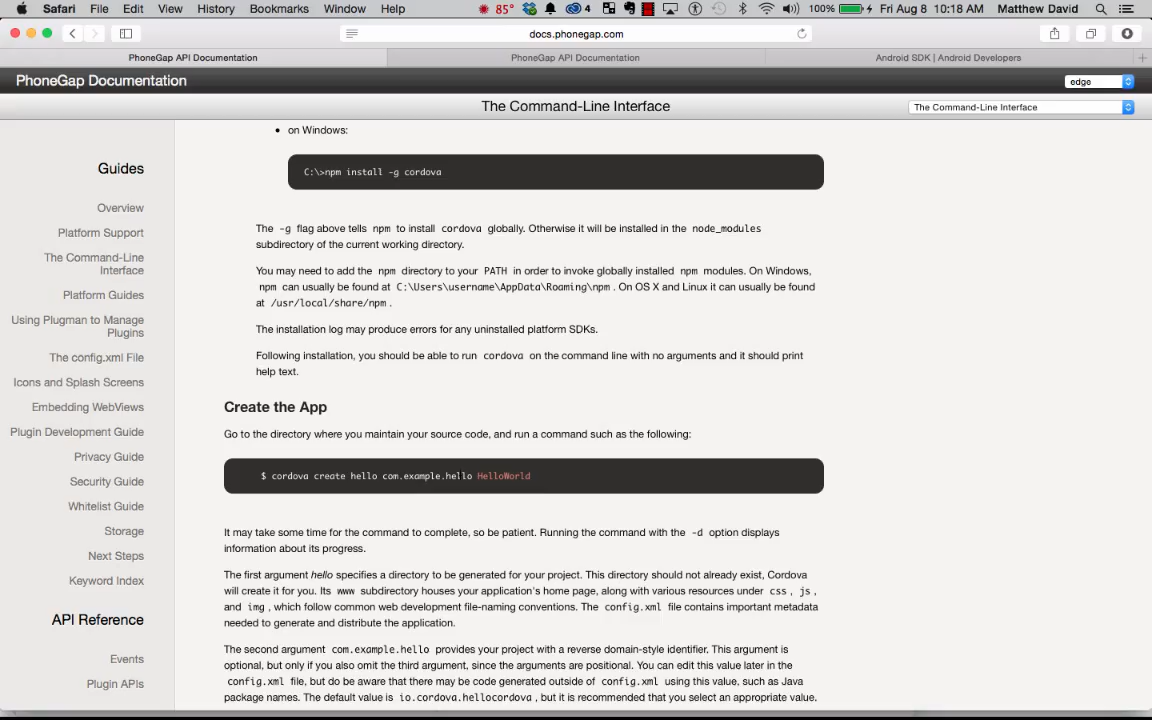 Safari File Edit View History Bookmarks Window Help 85° 4 100% Fri Aug 8 10:18 AM Matthew David
docs.phonegap.com
PhoneGap API Documentation PhoneGap API Documentation Android SDK | Android Developers
PhoneGap Documentation edge
The Command-Line Interface The Command-Line Interface
Guides
Overview
Platform Support
The Command-Line
Interface
Platform Guides
Using Plugman to Manage
Plugins
The config.xml File
Icons and Splash Screens
Embedding WebViews
Plugin Development Guide
Privacy Guide
Security Guide
Whitelist Guide
Storage
Next Steps
Keyword Index
API Reference
Events
Plugin APIs
• on Windows:
C:\>npm install -g cordova
The -g flag above tells npm to install cordova globally. Otherwise it will be installed in the node_modules
subdirectory of the current working directory.
You may need to add the npm directory to your PATH in order to invoke globally installed npm modules. On Windows,
npm can usually be found at C:\Users\username\AppData\Roaming\npm. On OS X and Linux it can usually be found
at /usr/local/share/npm.
The installation log may produce errors for any uninstalled platform SDKs.
Following installation, you should be able to run cordova on the command line with no arguments and it should print
help text.
Create the App
Go to the directory where you maintain your source code, and run a command such as the following:
$ cordova create hello com.example.hello HelloWorld
It may take some time for the command to complete, so be patient. Running the command with the -d option displays
information about its progress.
The first argument hello specifies a directory to be generated for your project. This directory should not already exist, Cordova
will create it for you. Its www subdirectory houses your application's home page, along with various resources under css, js,
and img, which follow common web development file-naming conventions. The config.xml file contains important metadata
needed to generate and distribute the application.
The second argument com.example.hello provides your project with a reverse domain-style identifier. This argument is
optional, but only if you also omit the third argument, since the arguments are positional. You can edit this value later in the
config.xml file, but do be aware that there may be code generated outside of config.xml using this value, such as Java
package names. The default value is io.cordova.hellocordova, but it is recommended that you select an appropriate value.